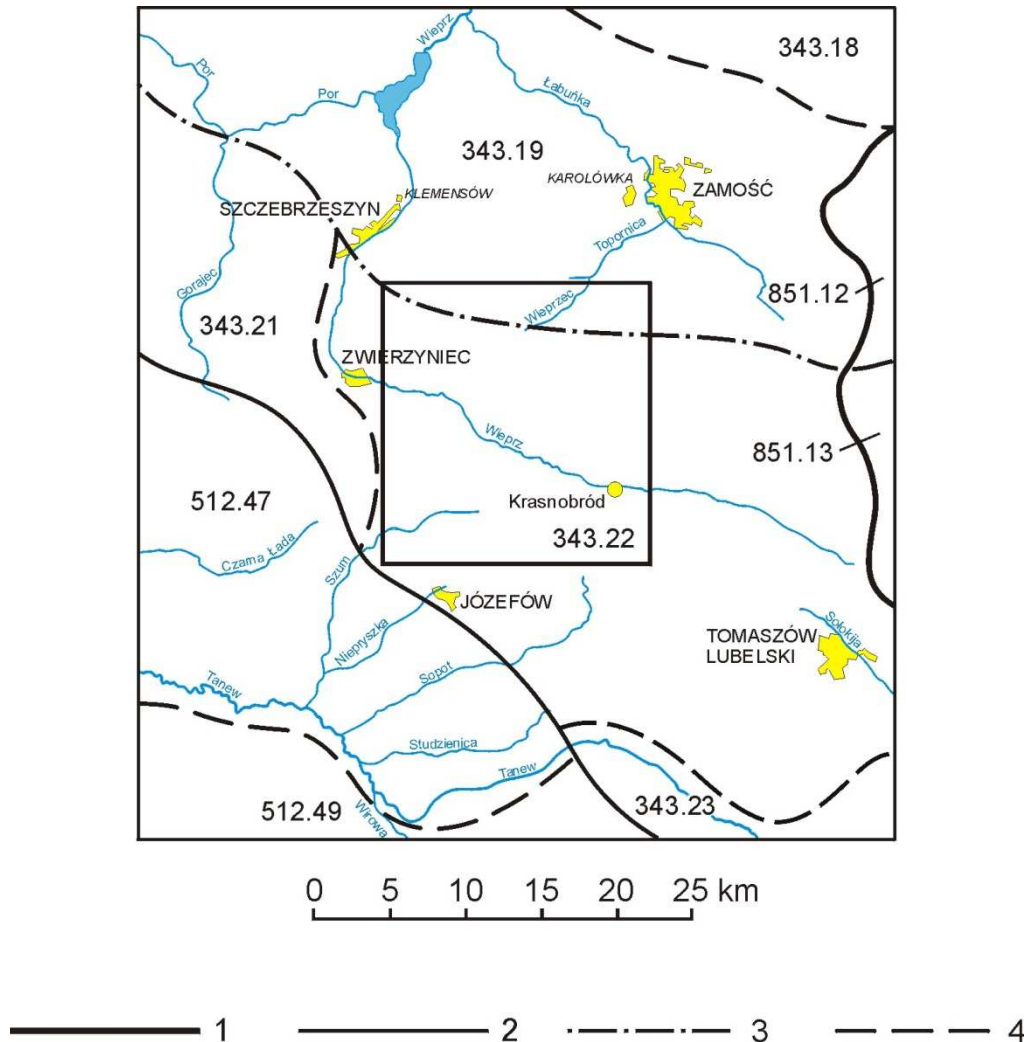 Wieprz
343.18
Por
Łabuńka
Por
343.19
KAROLÓWKA
ZAMOŚĆ
KLEMENSÓW
SZCZEBRZESZYN
Topornica
Gorajec
851.12
Wieprzec
343.21
ZWIERZYNIEC
Wieprz
851.13
512.47
Krasnobród
343.22
Czarna Łada
Szum
JÓZEFÓW
Niepryszka
Sołokija
TOMASZÓW
LUBELSKI
Sopot
Tanew
Studzienica
Tanew
512.49
343.23
Wirowa
0 5 10 15 20 25 km
1 2 3 4